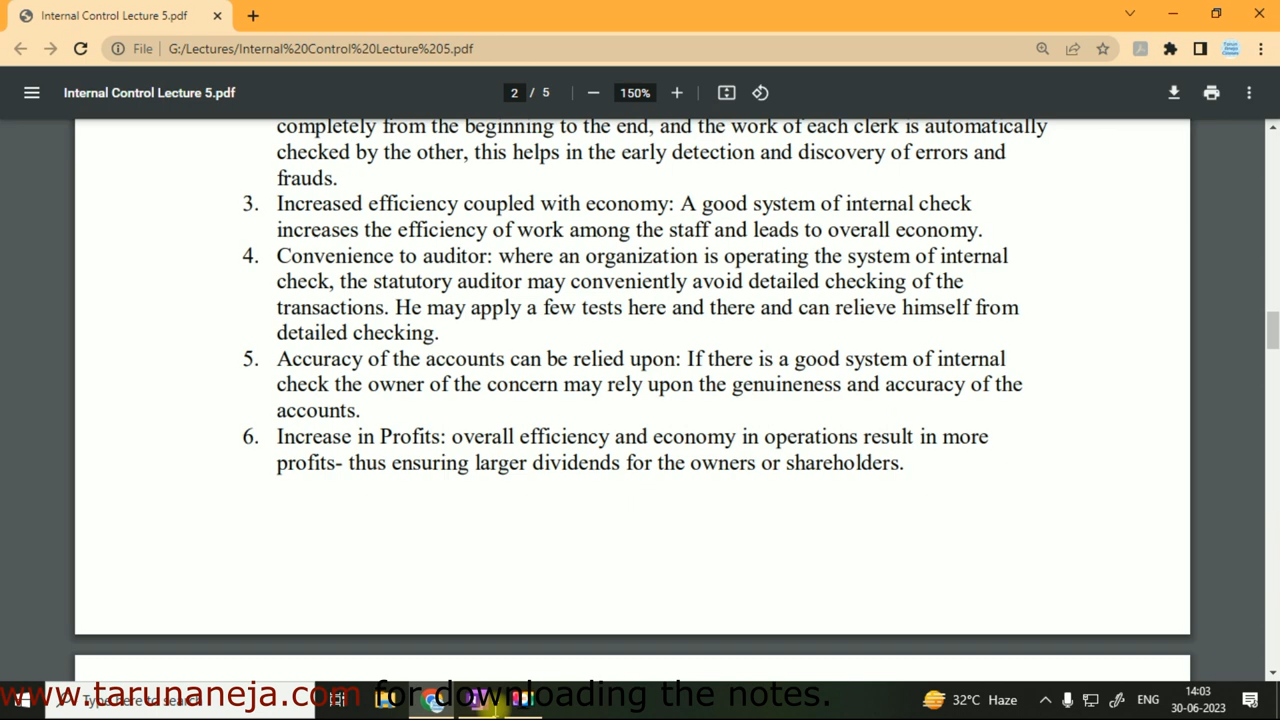 Internal Control Lecture 5.pdf
File G:/Lectures/Internal%20Control%20Lecture%205.pdf
Internal Control Lecture 5.pdf 2 / 5 150%
completely from the beginning to the end, and the work of each clerk is automatically
checked by the other, this helps in the early detection and discovery of errors and
frauds.
3. Increased efficiency coupled with economy: A good system of internal check
increases the efficiency of work among the staff and leads to overall economy.
4. Convenience to auditor: where an organization is operating the system of internal
check, the statutory auditor may conveniently avoid detailed checking of the
transactions. He may apply a few tests here and there and can relieve himself from
detailed checking.
5. Accuracy of the accounts can be relied upon: If there is a good system of internal
check the owner of the concern may rely upon the genuineness and accuracy of the
accounts.
6. Increase in Profits: overall efficiency and economy in operations result in more
profits- thus ensuring larger dividends for the owners or shareholders.
www.tarunaneja.com for downloading the notes.
Type here to search
32°C Haze ENG 14:03
30-06-2023